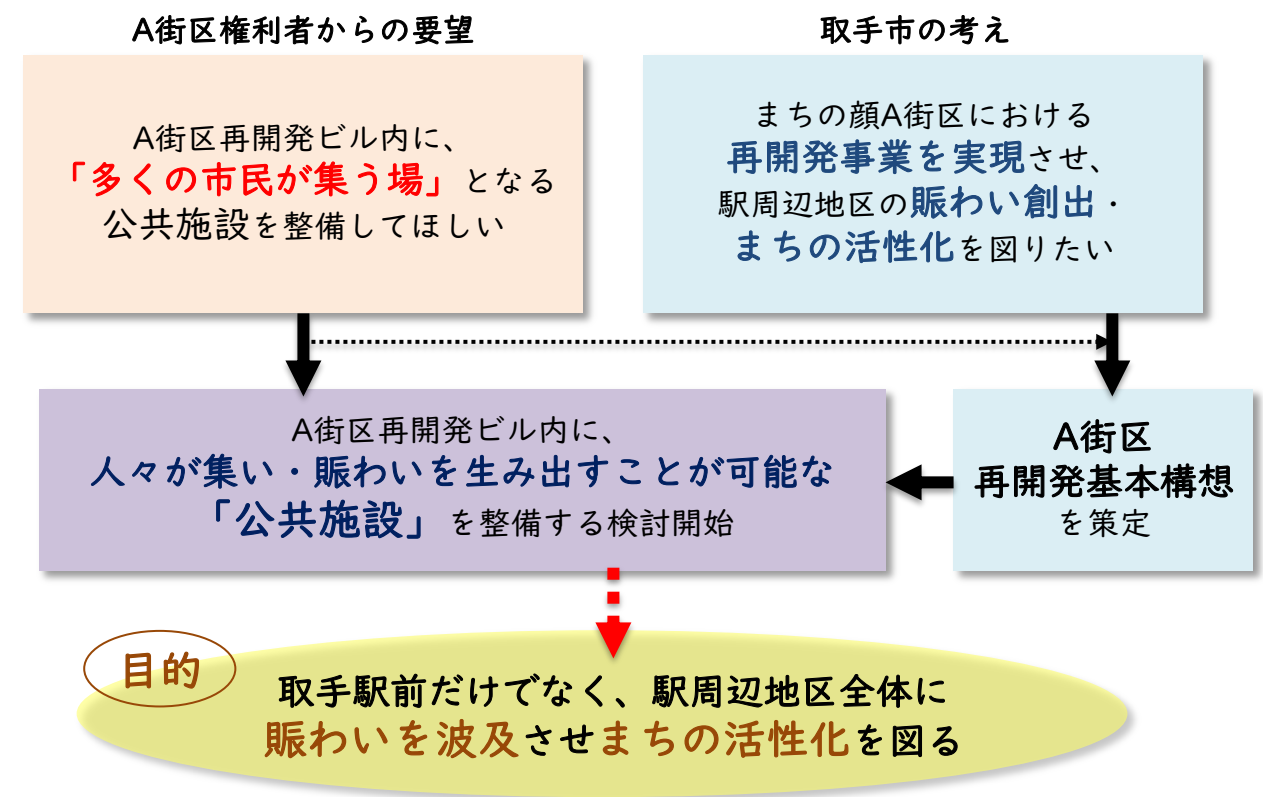 A街区権利者からの要望
A街区再開発ビル内に、
「多くの市民が集う場」となる
公共施設を整備してほしい
取手市の考え
まちの顔A街区における
再開発事業を実現させ、
駅周辺地区の賑わい創出・
まちの活性化を図りたい
A街区再開発ビル内に、
人々が集い・賑わいを生み出すことが可能な
「公共施設」を整備する検討開始
A街区
再開発基本構想
を策定
目的
取手駅前だけでなく、駅周辺地区全体に
賑わいを波及させまちの活性化を図る